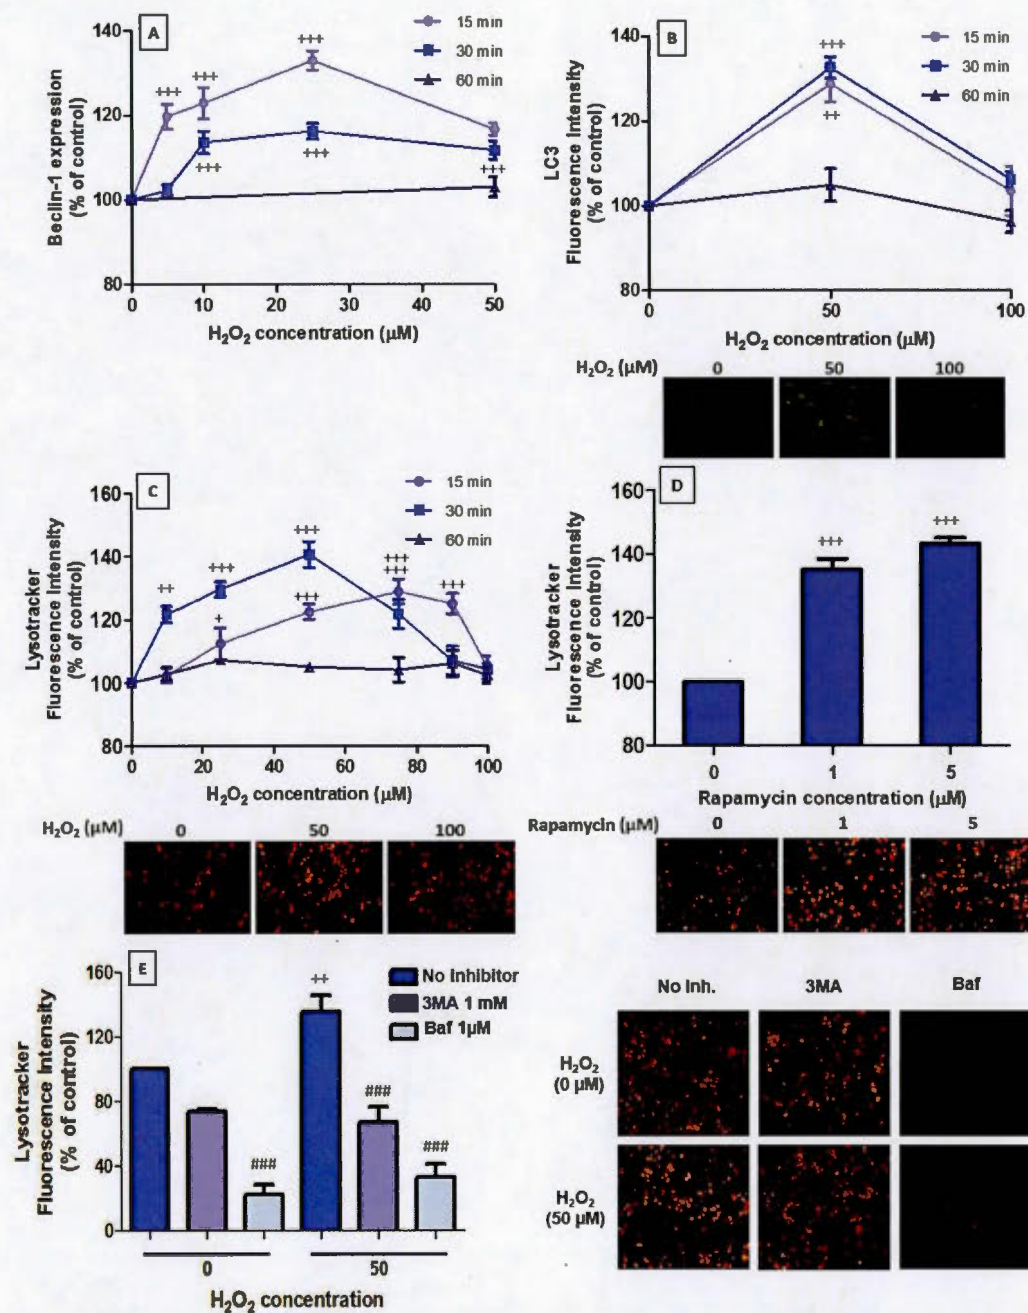 A
15 min
30 min
60 min
140
120
100
80
Beclin-1 expression
(% of control)
+++
+++
+++
+++
+++
+++
0 10 20 30 40 50
H₂O₂ concentration (µM)
B
15 min
30 min
60 min
140
120
100
80
LC3
Fluorescence Intensity
(% of control)
+++
++
0 50 100
H₂O₂ concentration (µM)
H₂O₂ (µM) 0 50 100
C
15 min
30 min
60 min
160
140
120
100
80
Lysotracker
Fluorescence Intensity
(% of control)
++
+++
+++
+
+++
+++
+++
+++
0 20 40 60 80 100
H₂O₂ concentration (µM)
H₂O₂ (µM) 0 50 100
D
160
140
120
100
80
Lysotracker
Fluorescence Intensity
(% of control)
+++
+++
0 1 5
Rapamycin concentration (µM)
Rapamycin (µM) 0 1 5
E
No Inhibitor
3MA 1 mM
Baf 1µM
160
120
80
40
0
Lysotracker
Fluorescence Intensity
(% of control)
++
###
###
###
0 50
H₂O₂ concentration
No Inh. 3MA Baf
H₂O₂
(0 µM)
H₂O₂
(50 µM)